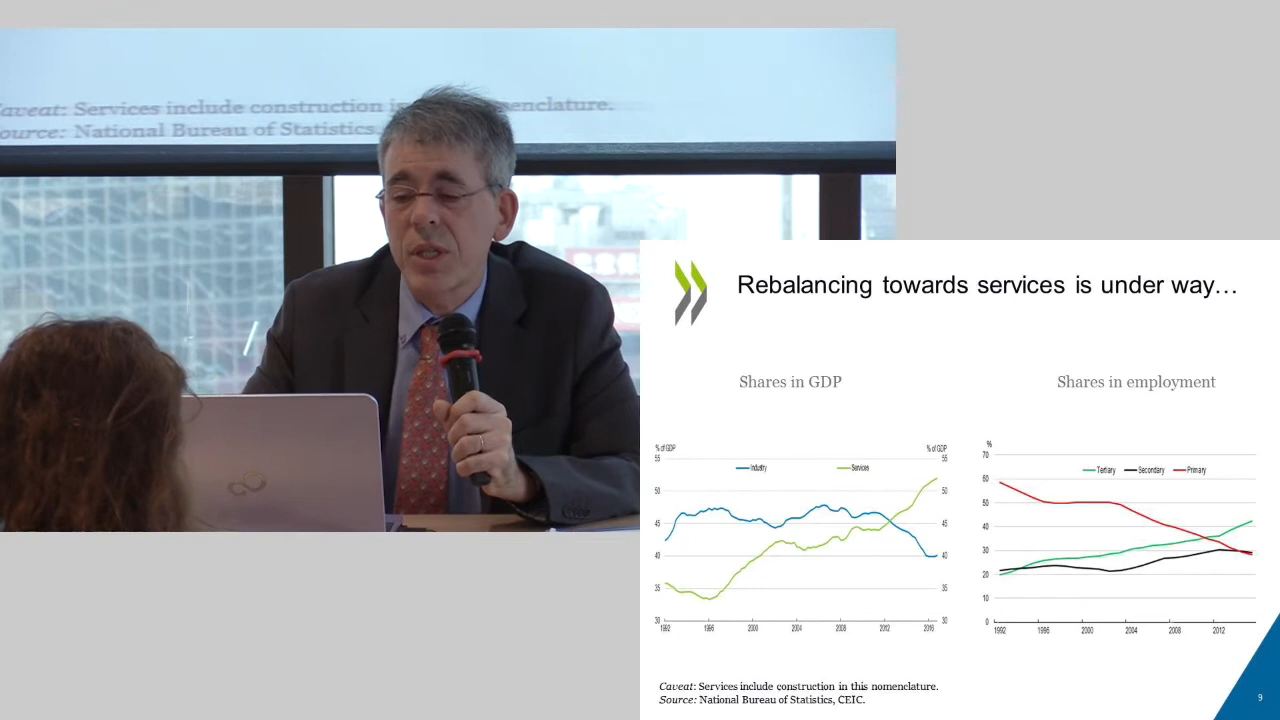 Caveat: Services include construction in this nomenclature.
Source: National Bureau of Statistics
Rebalancing towards services is under way…
Shares in GDP
Shares in employment
% of GDP
% of GDP
55
55
Industry
Services
50
50
45
45
40
40
35
35
30
30
1992
1996
2000
2004
2008
2012
2016
%
70
Tertiary
Secondary
Primary
60
50
40
30
20
10
0
1992
1996
2000
2004
2008
2012
Caveat: Services include construction in this nomenclature.
Source: National Bureau of Statistics, CEIC.
9